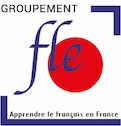 GROUPEMENT
fle
Apprendre le français en France